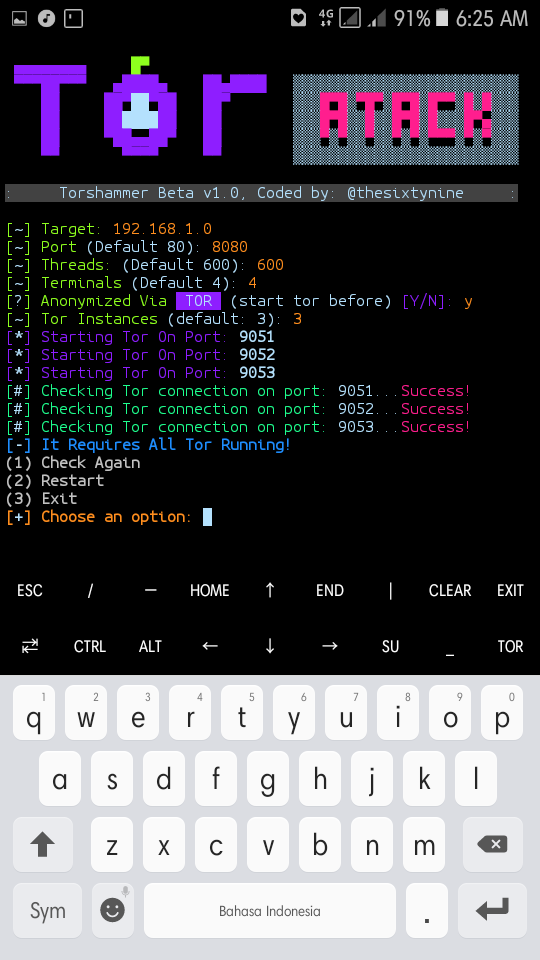 4G 91% 6:25 AM
Tor ATACK
: Torshammer Beta v1.0, Coded by: @thesixtynine :
[~] Target: 192.168.1.0
[~] Port (Default 80): 8080
[~] Threads: (Default 600): 600
[~] Terminals (Default 4): 4
[?] Anonymized Via TOR (start tor before) [Y/N]: y
[~] Tor Instances (default: 3): 3
[*] Starting Tor On Port: 9051
[*] Starting Tor On Port: 9052
[*] Starting Tor On Port: 9053
[#] Checking Tor connection on port: 9051...Success!
[#] Checking Tor connection on port: 9052...Success!
[#] Checking Tor connection on port: 9053...Success!
[-] It Requires All Tor Running!
(1) Check Again
(2) Restart
(3) Exit
[+] Choose an option:
ESC / — HOME ↑ END | CLEAR EXIT
⇄ CTRL ALT ← ↓ → SU _ TOR
1 2 3 4 5 6 7 8 9 0
q w e r t y u i o p
a s d f g h j k l
z x c v b n m
Sym Bahasa Indonesia .